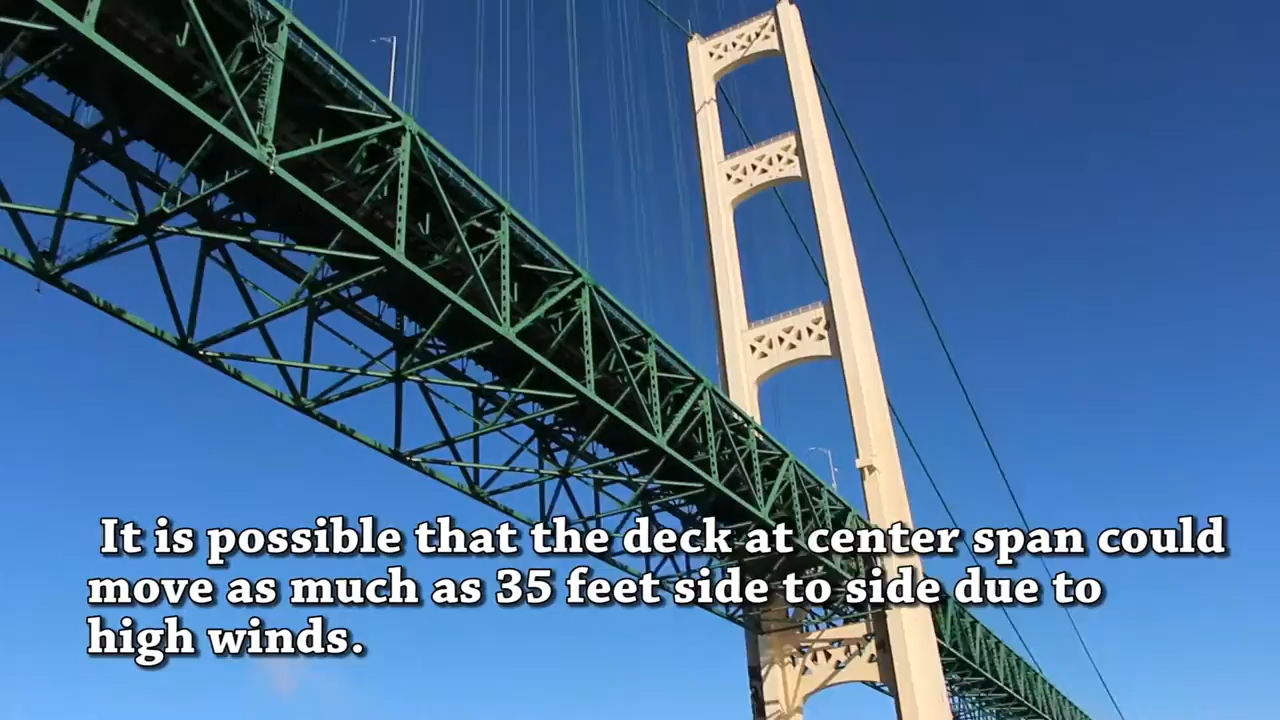 It is possible that the deck at center span could
move as much as 35 feet side to side due to
high winds.